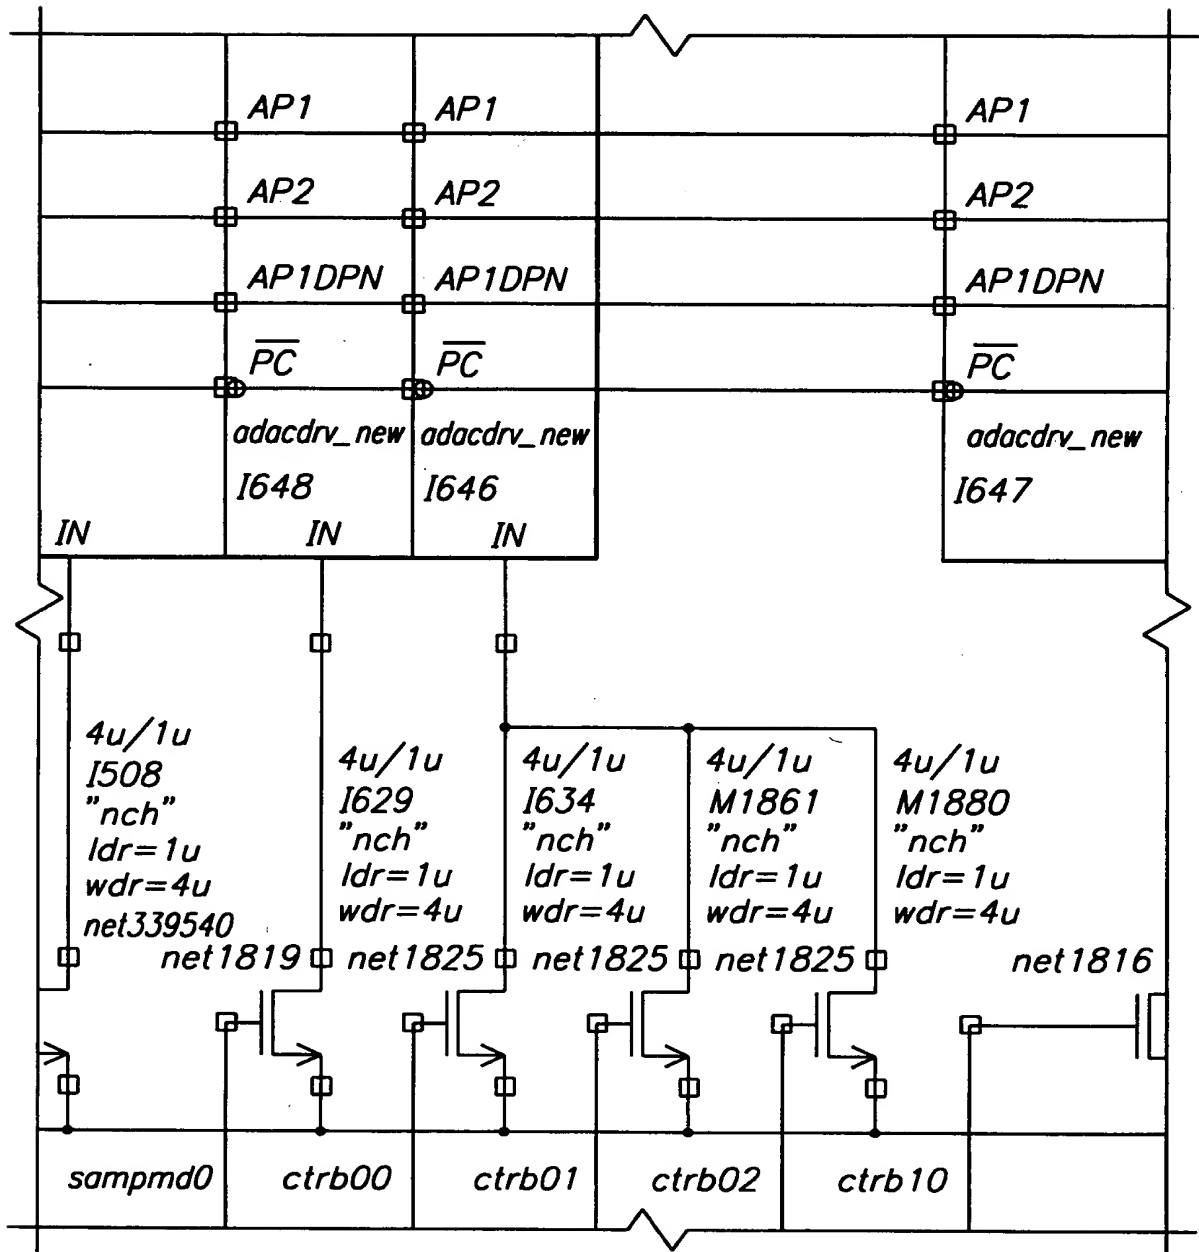 AP1 AP1 AP1
AP2 AP2 AP2
AP1DPN AP1DPN AP1DPN
P̅C̅ P̅C̅ P̅C̅
adacdrv_new adacdrv_new adacdrv_new
I648 I646 I647
IN IN IN
4u/1u
I508
"nch"
ldr=1u
wdr=4u
net339540
4u/1u
I629
"nch"
ldr=1u
wdr=4u
net1819
4u/1u
I634
"nch"
ldr=1u
wdr=4u
net1825
4u/1u
M1861
"nch"
ldr=1u
wdr=4u
net1825
4u/1u
M1880
"nch"
ldr=1u
wdr=4u
net1825
net1816
sampmd0 ctrb00 ctrb01 ctrb02 ctrb10